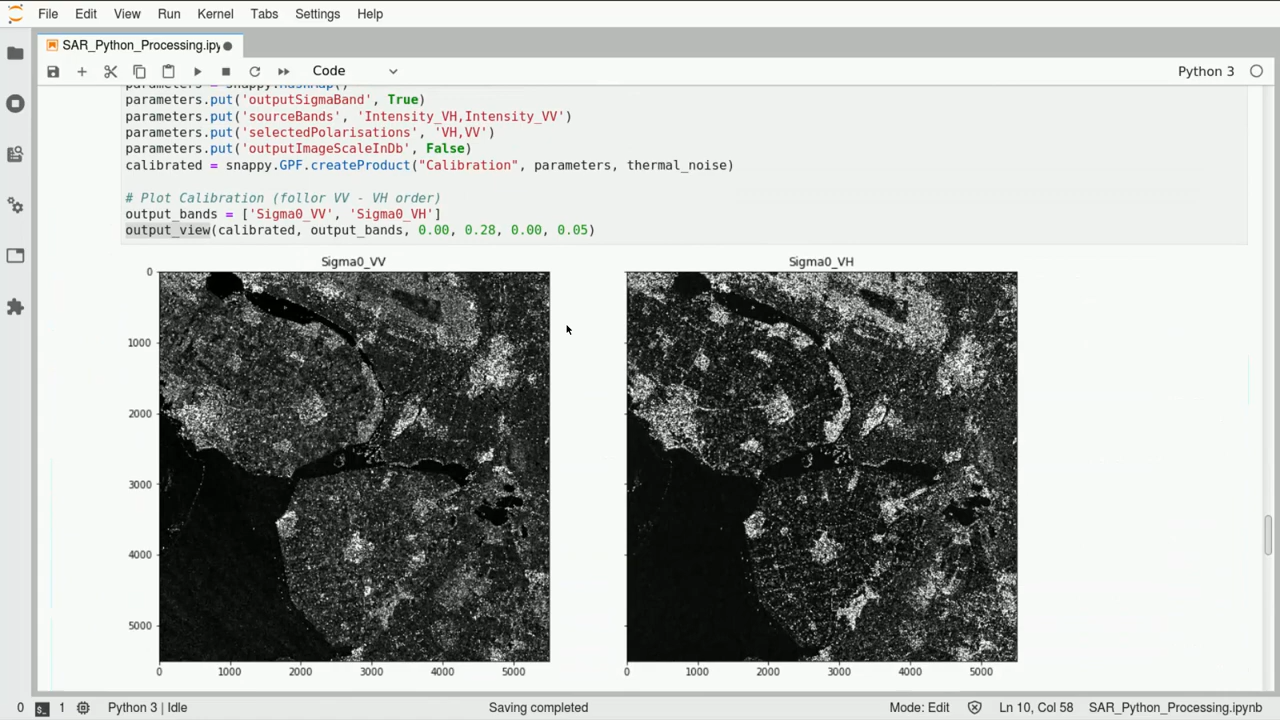 File Edit View Run Kernel Tabs Settings Help
SAR_Python_Processing.ipy
Code
Python 3
parameters = snappy.HashMap()
parameters.put('outputSigmaBand', True)
parameters.put('sourceBands', 'Intensity_VH,Intensity_VV')
parameters.put('selectedPolarisations', 'VH,VV')
parameters.put('outputImageScaleInDb', False)
calibrated = snappy.GPF.createProduct("Calibration", parameters, thermal_noise)
# Plot Calibration (follor VV - VH order)
output_bands = ['Sigma0_VV', 'Sigma0_VH']
output_view(calibrated, output_bands, 0.00, 0.28, 0.00, 0.05)
Sigma0_VV
Sigma0_VH
0
1000
2000
3000
4000
5000
0 1000 2000 3000 4000 5000
0 1000 2000 3000 4000 5000
0 1 Python 3 | Idle Saving completed Mode: Edit Ln 10, Col 58 SAR_Python_Processing.ipynb